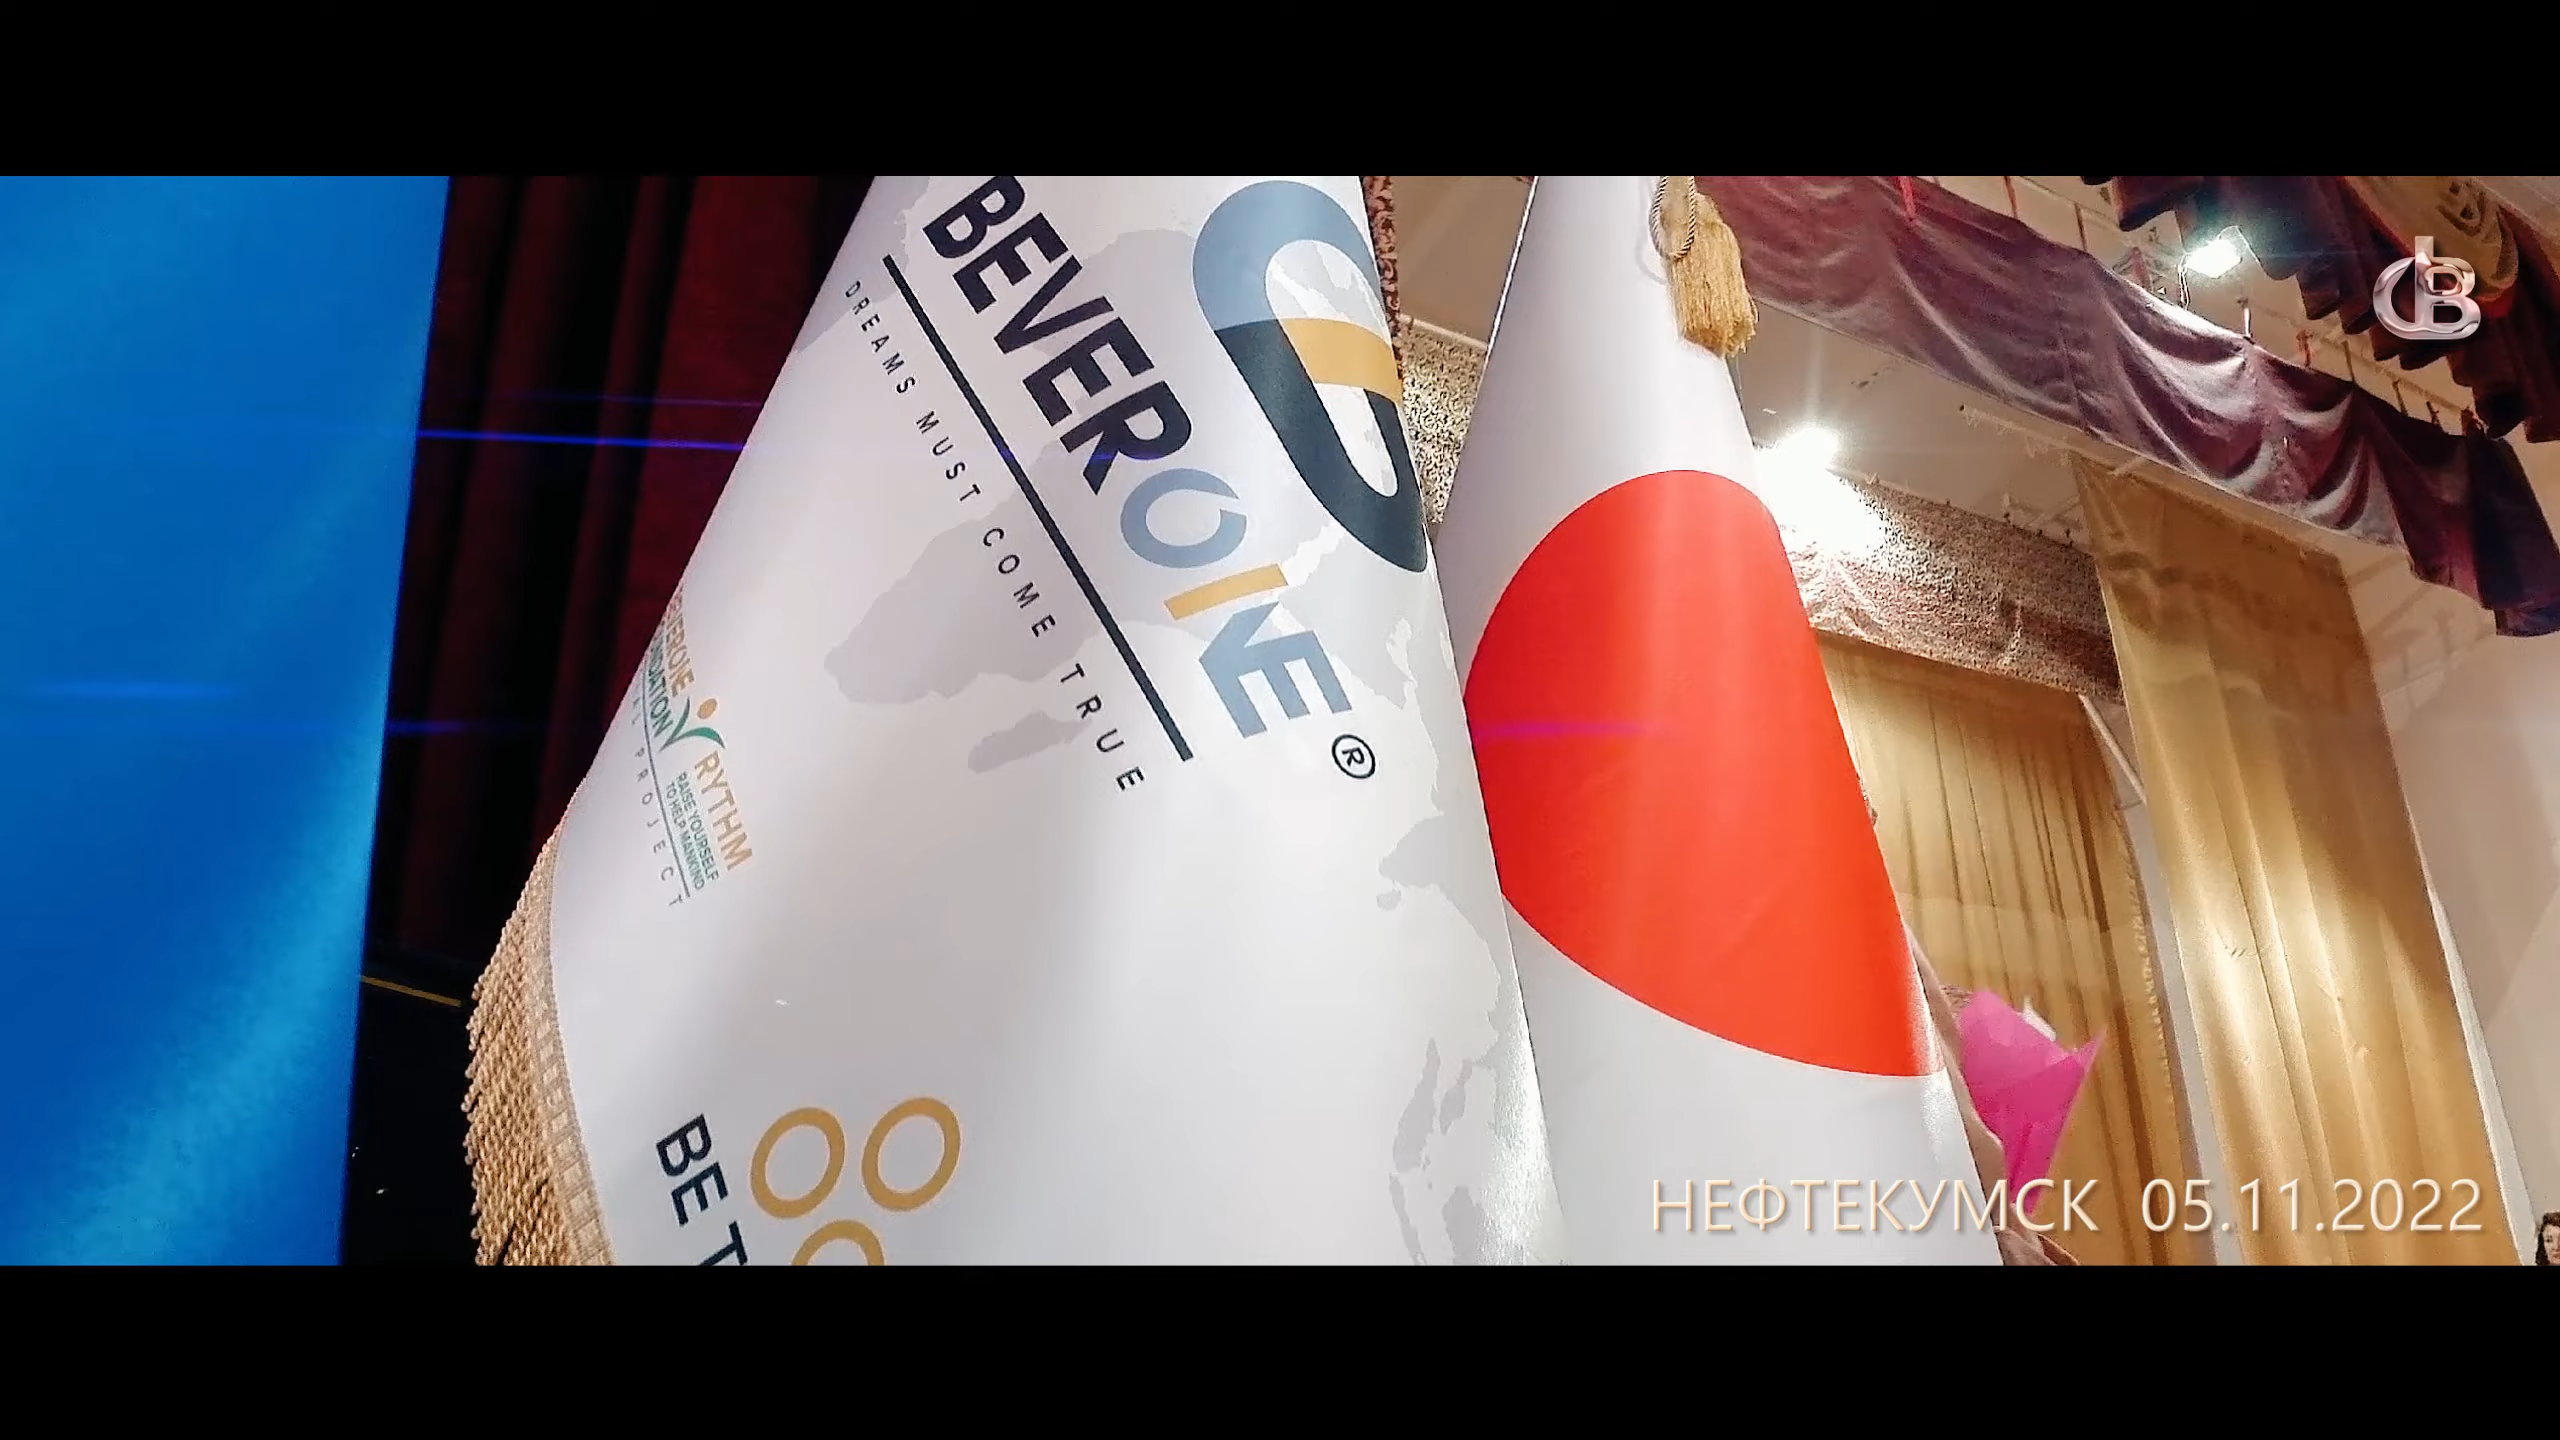 BEVERONE®
DREAMS MUST COME TRUE
RYTHM
RAISE YOURSELF
TO HELP MANKIND
PROJECT
BE T
НЕФТЕКУМСК 05.11.2022